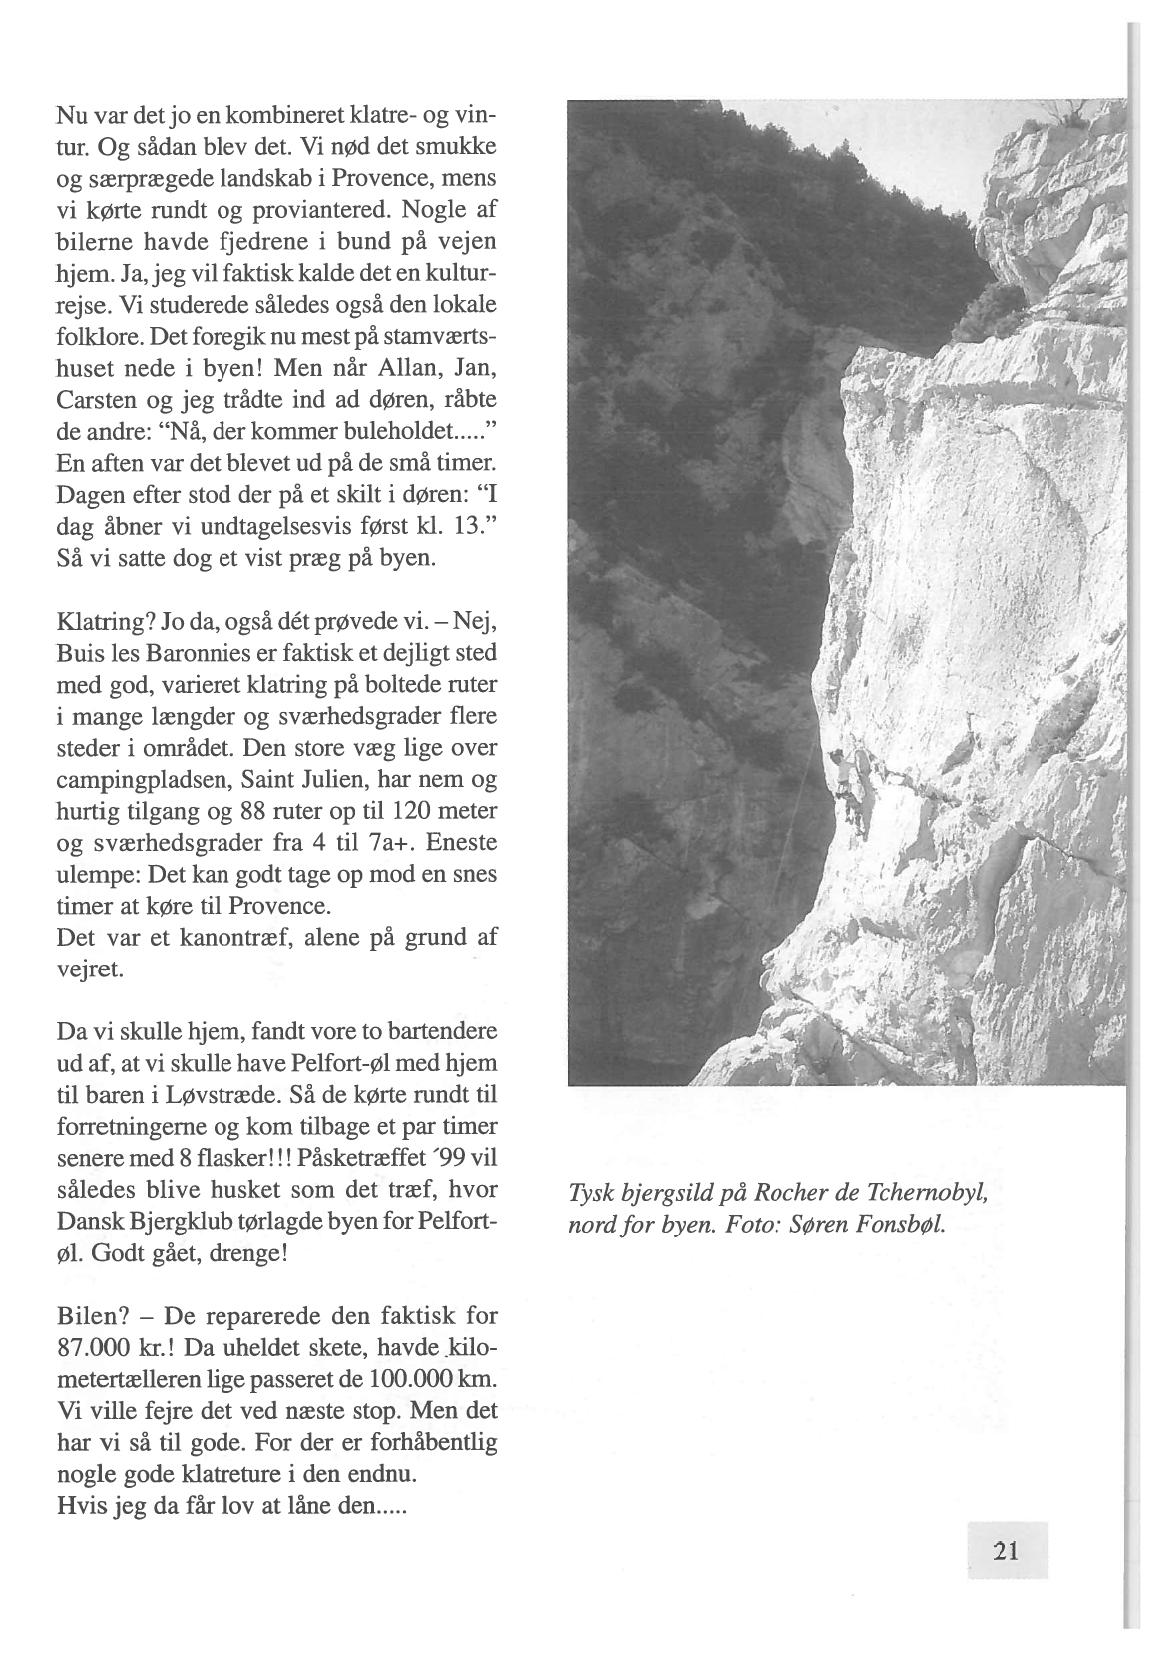 Nu var det jo en kombineret klatre- og vin-
tur. Og sådan blev det. Vi nød det smukke
og særprægede landskab i Provence, mens
vi kørte rundt og proviantered. Nogle af
bilerne havde fjedrene i bund på vejen
hjem. Ja, jeg vil faktisk kalde det en kultur-
rejse. Vi studerede således også den lokale
folklore. Det foregik nu mest på stamværts-
huset nede i byen! Men når Allan, Jan,
Carsten og jeg trådte ind ad døren, råbte
de andre: “Nå, der kommer buleholdet.....”
En aften var det blevet ud på de små timer.
Dagen efter stod der på et skilt i døren: “I
dag åbner vi undtagelsesvis først kl. 13.”
Så vi satte dog et vist præg på byen.
Klatring? Jo da, også dét prøvede vi. – Nej,
Buis les Baronnies er faktisk et dejligt sted
med god, varieret klatring på boltede ruter
i mange længder og sværhedsgrader flere
steder i området. Den store væg lige over
campingpladsen, Saint Julien, har nem og
hurtig tilgang og 88 ruter op til 120 meter
og sværhedsgrader fra 4 til 7a+. Eneste
ulempe: Det kan godt tage op mod en snes
timer at køre til Provence.
Det var et kanontræf, alene på grund af
vejret.
Da vi skulle hjem, fandt vore to bartendere
ud af, at vi skulle have Pelfort-øl med hjem
til baren i Løvstræde. Så de kørte rundt til
forretningerne og kom tilbage et par timer
senere med 8 flasker!!! Påsketræffet ´99 vil
således blive husket som det træf, hvor
Dansk Bjergklub tørlagde byen for Pelfort-
øl. Godt gået, drenge!
Bilen? – De reparerede den faktisk for
87.000 kr.! Da uheldet skete, havde kilo-
metertælleren lige passeret de 100.000 km.
Vi ville fejre det ved næste stop. Men det
har vi så til gode. For der er forhåbentlig
nogle gode klatreture i den endnu.
Hvis jeg da får lov at låne den.....
Tysk bjergsild på Rocher de Tchernobyl,
nord for byen. Foto: Søren Fonsbøl.
21